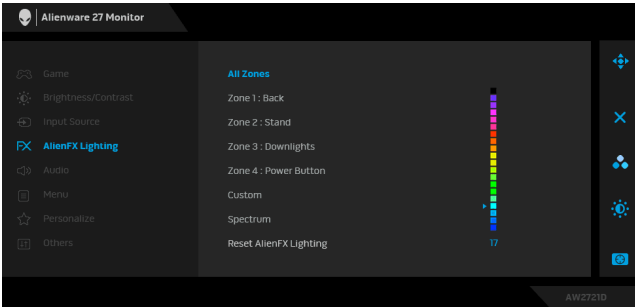 Alienware 27 Monitor
Game
All Zones
Brightness/Contrast
Zone 1 : Back
Input Source
Zone 2 : Stand
FX AlienFX Lighting
Zone 3 : Downlights
Audio
Zone 4 : Power Button
Menu
Custom
Personalize
Spectrum
Others
Reset AlienFX Lighting
17
AW2721D